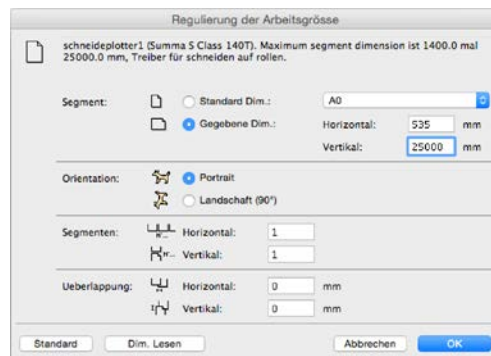 Regulierung der Arbeitsgrösse
schneideplotter1 (Summa S Class 140T). Maximum segment dimension ist 1400.0 mal
25000.0 mm, Treiber für schneiden auf rollen.
Segment: Standard Dim.: A0
Gegebene Dim.: Horizontal: 535 mm
Vertikal: 25000 mm
Orientation: Portrait
Landschaft (90°)
Segmenten: Horizontal: 1
Vertikal: 1
Ueberlappung: Horizontal: 0 mm
Vertikal: 0 mm
Standard Dim. Lesen Abbrechen OK